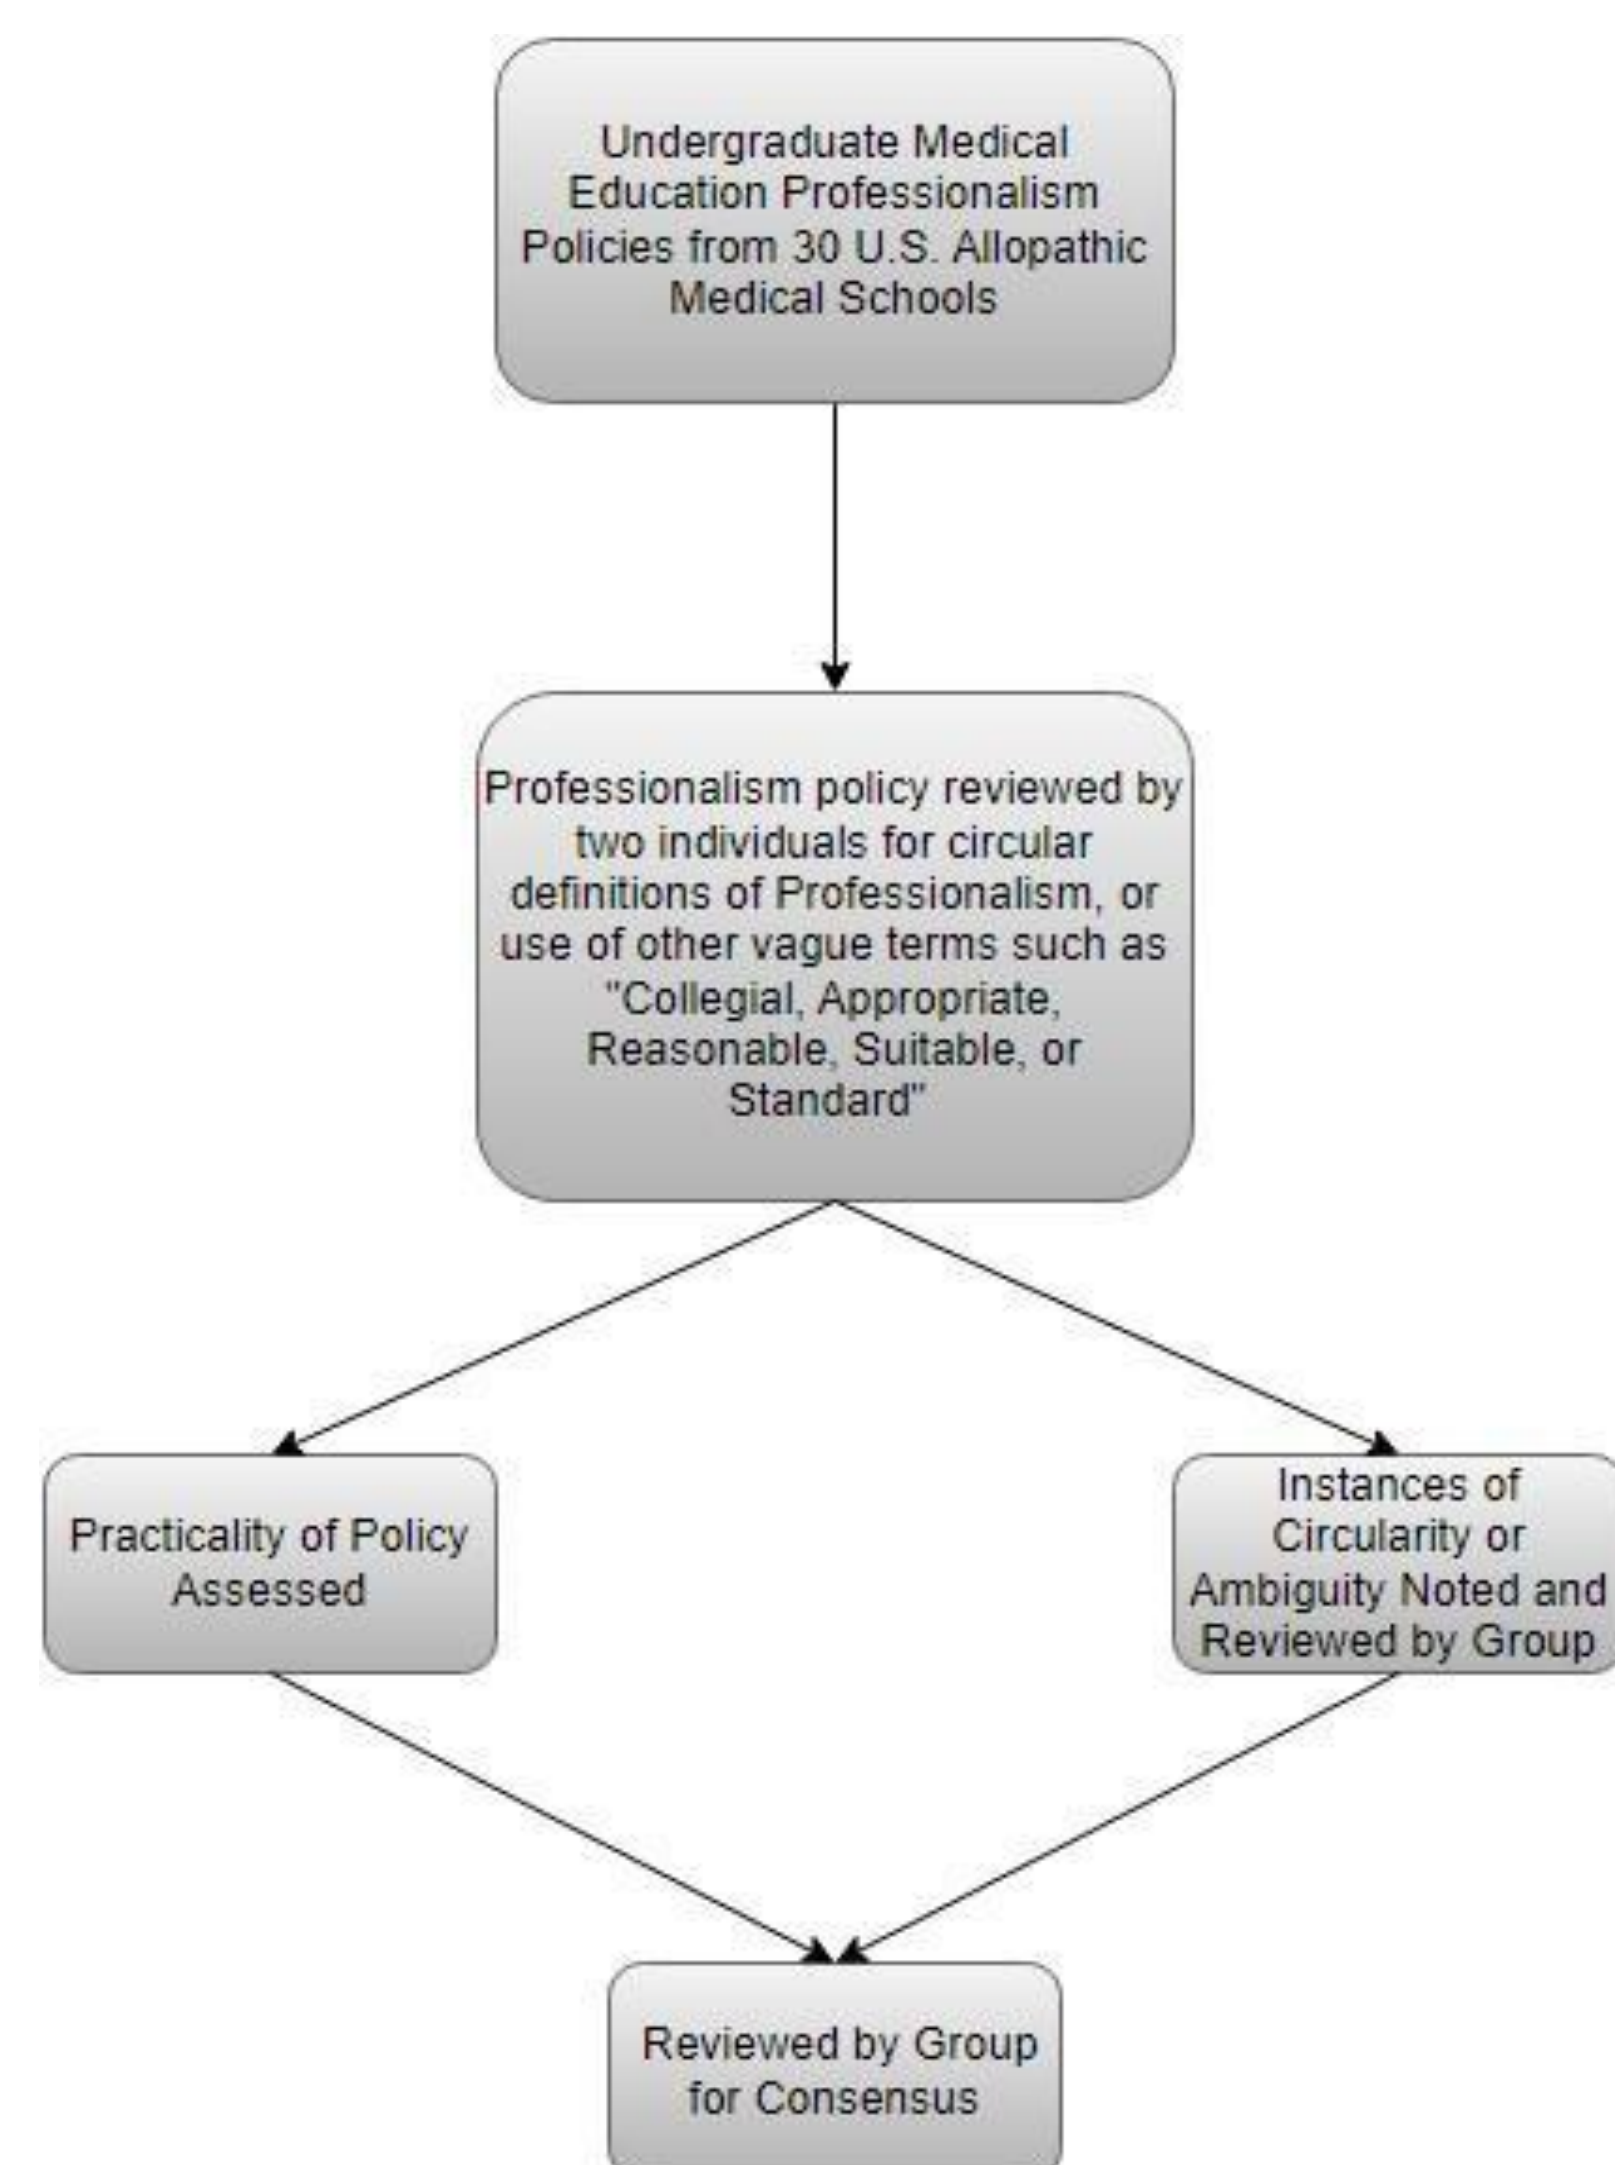 Undergraduate Medical
Education Professionalism
Policies from 30 U.S. Allopathic
Medical Schools
Professionalism policy reviewed by
two individuals for circular
definitions of Professionalism, or
use of other vague terms such as
"Collegial, Appropriate,
Reasonable, Suitable, or
Standard"
Practicality of Policy
Assessed
Instances of
Circularity or
Ambiguity Noted and
Reviewed by Group
Reviewed by Group
for Consensus